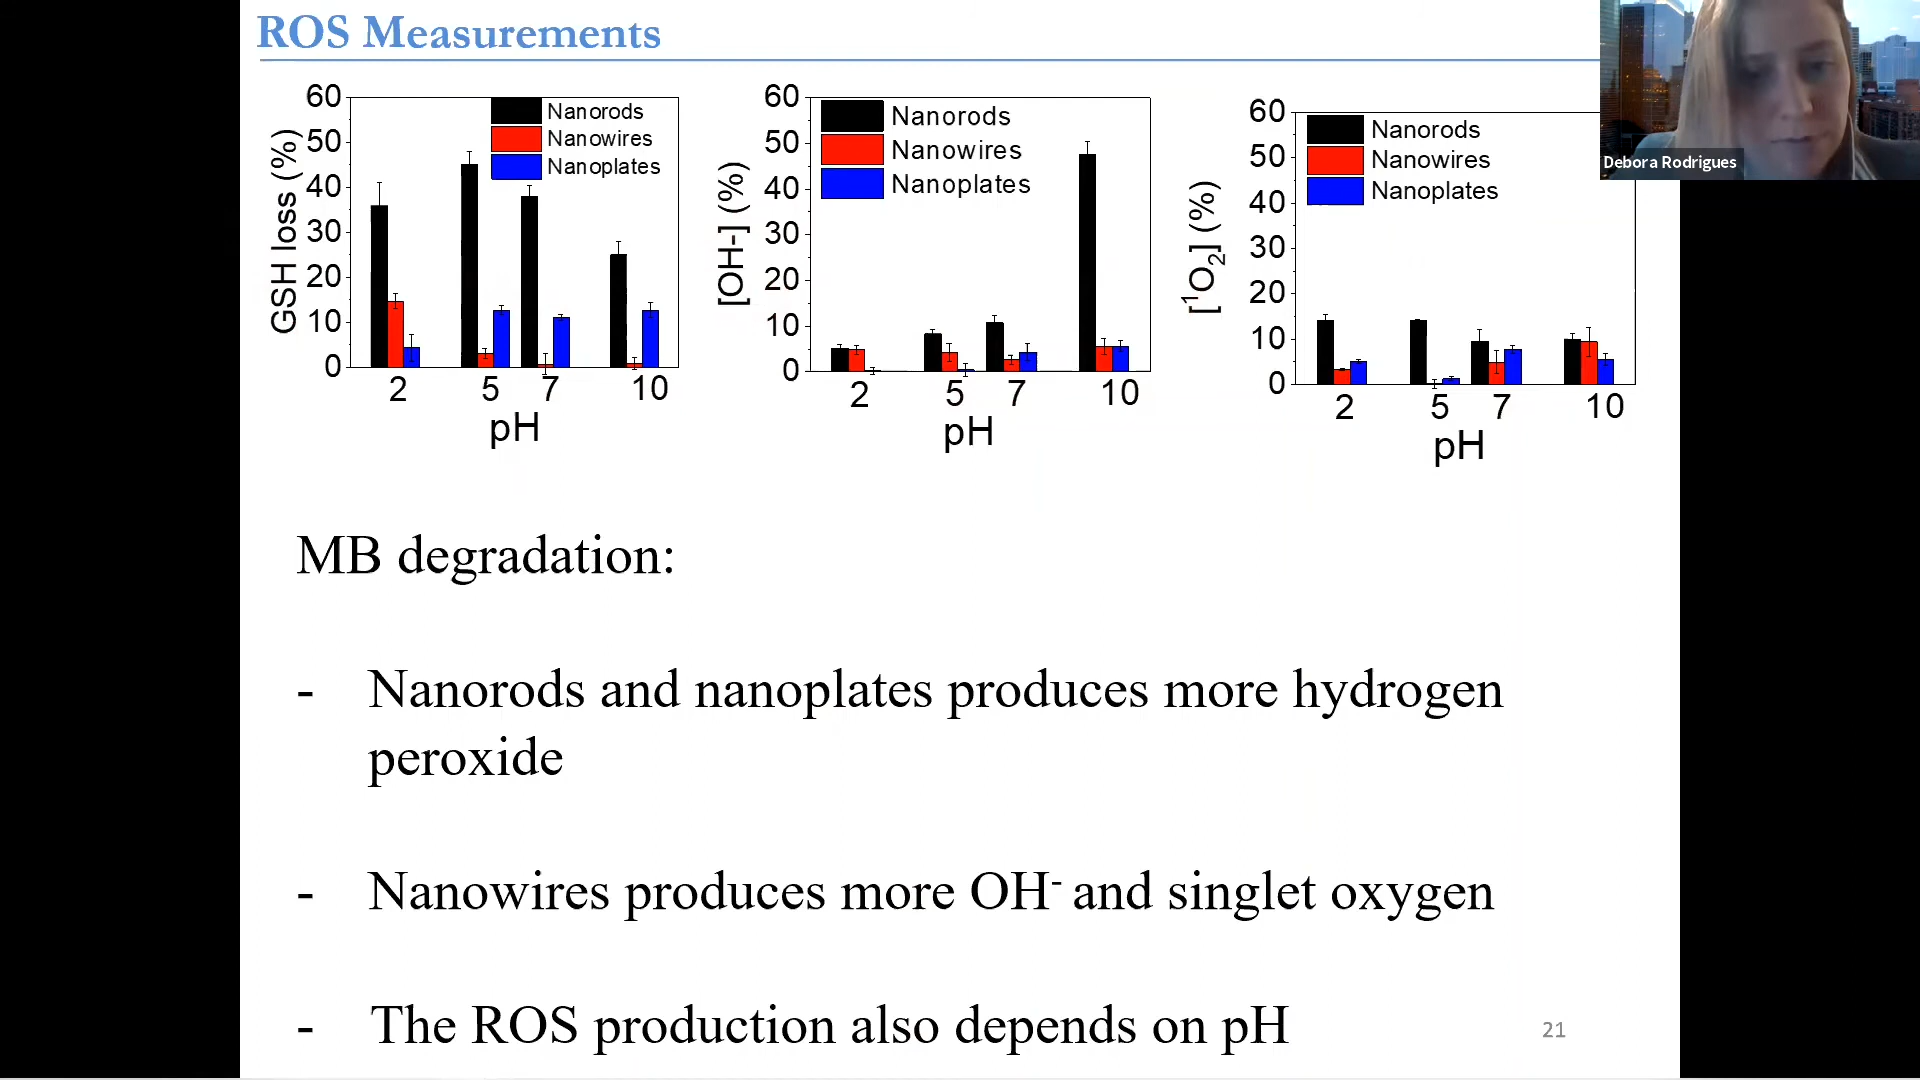 ROS Measurements
60
50
40
30
20
10
0
GSH loss (%)
Nanorods
Nanowires
Nanoplates
2 5 7 10
pH
60
50
40
30
20
10
0
[OH-] (%)
Nanorods
Nanowires
Nanoplates
2 5 7 10
pH
60
50
40
30
20
10
0
[¹O₂] (%)
Nanorods
Nanowires
Nanoplates
2 5 7 10
pH
Debora Rodrigues
MB degradation:
- Nanorods and nanoplates produces more hydrogen
peroxide
- Nanowires produces more OH⁻ and singlet oxygen
- The ROS production also depends on pH
21